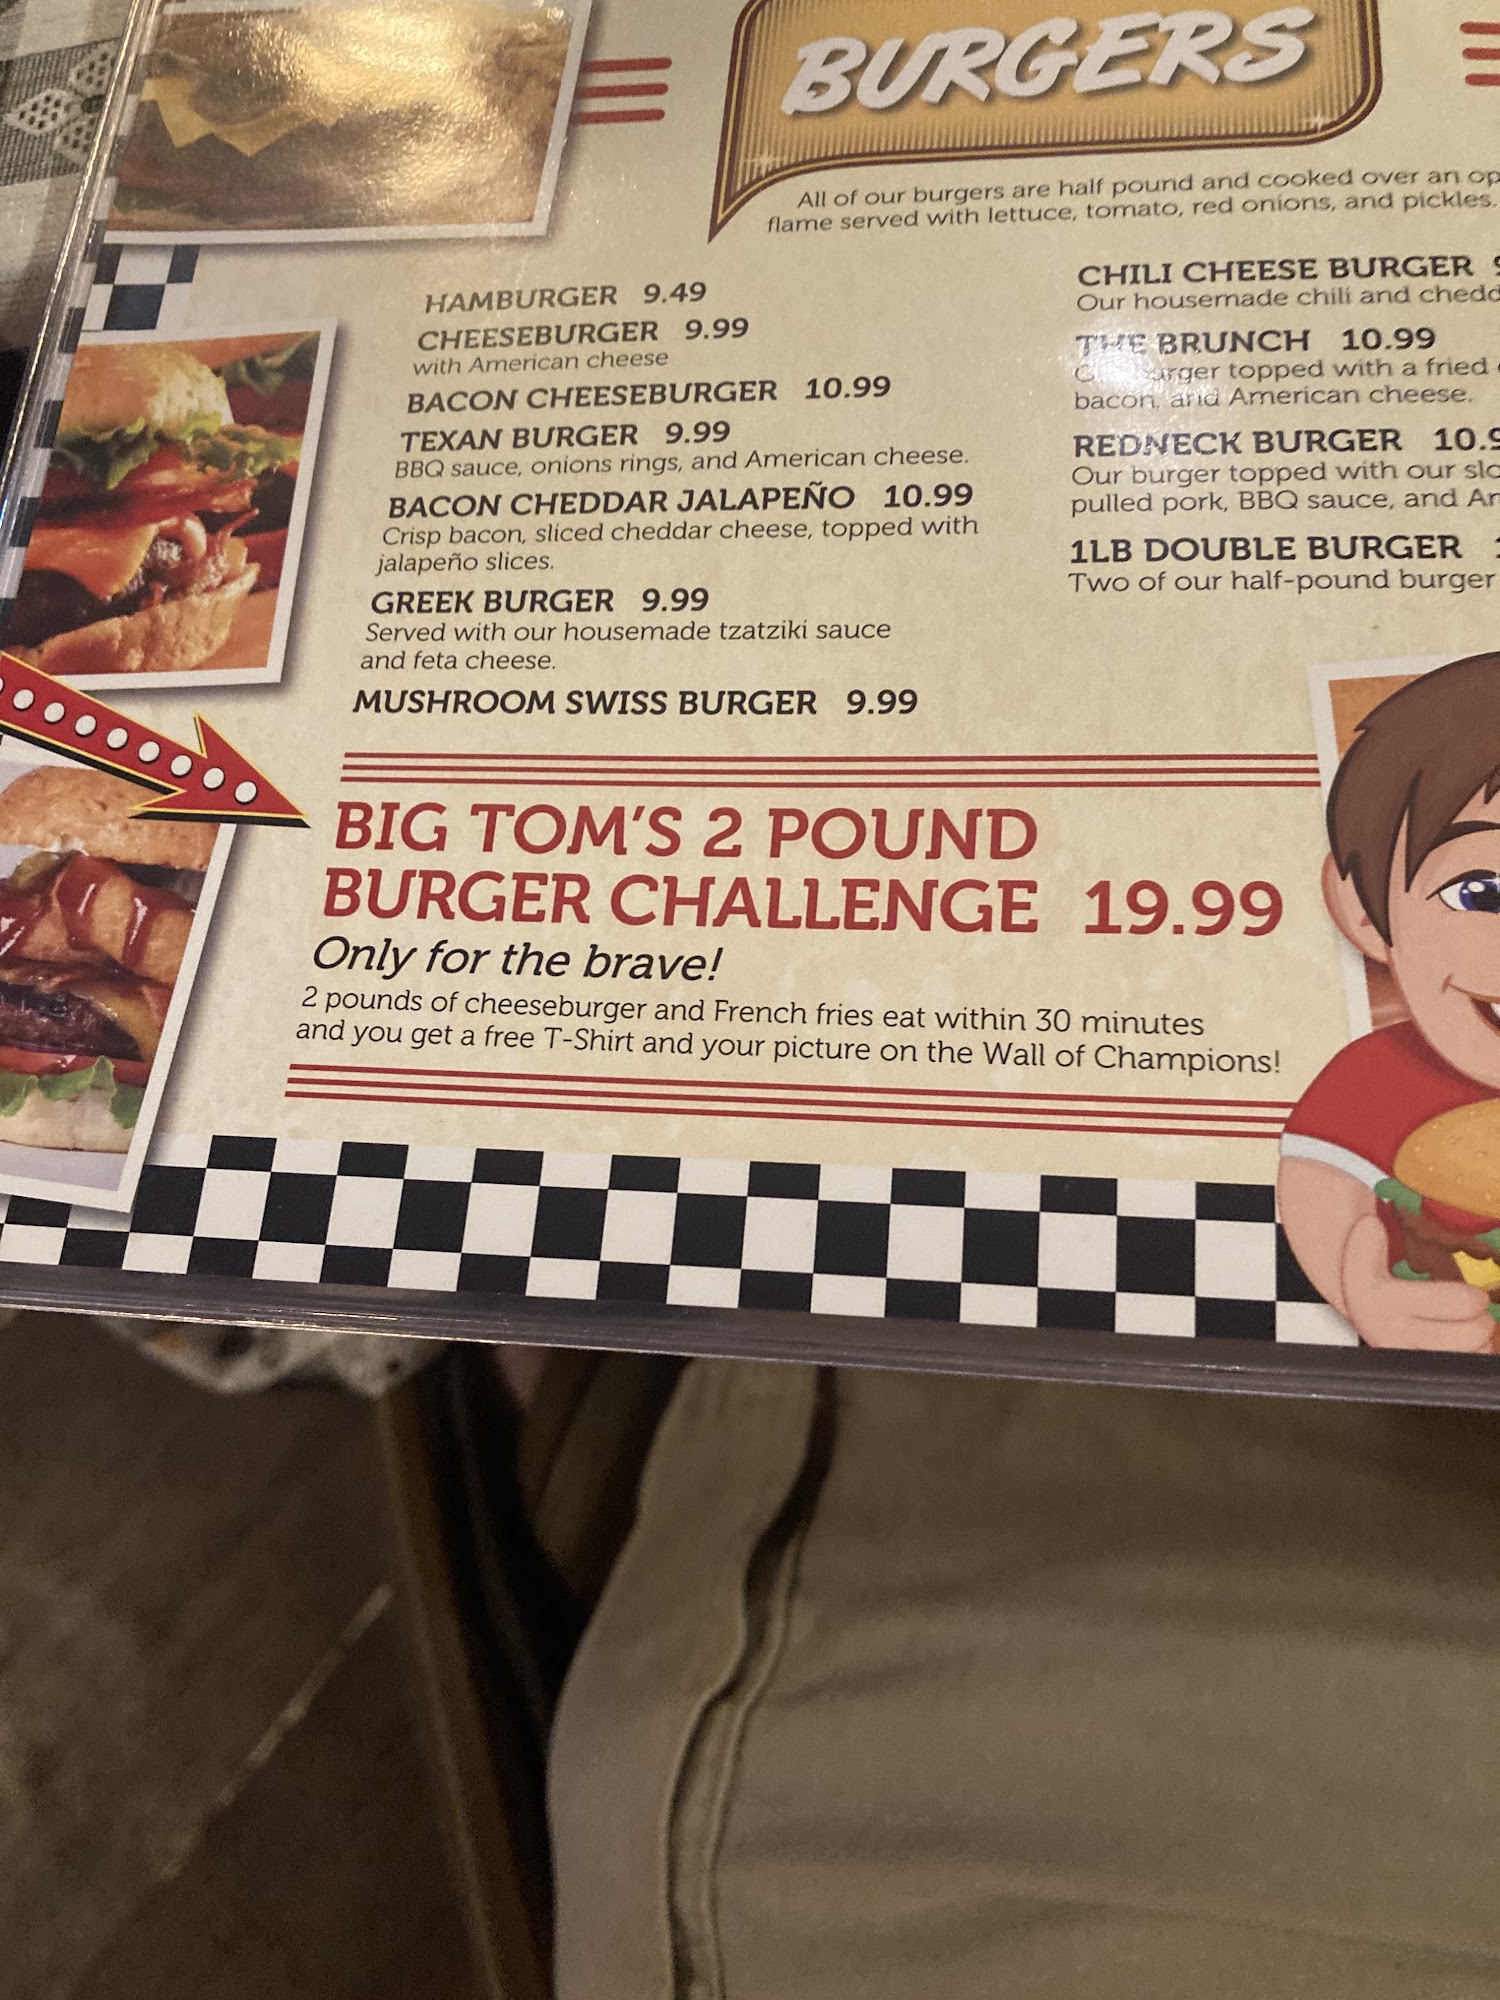 BURGERS
All of our burgers are half pound and cooked over an
flame served with lettuce, tomato, red onions, and pickles.
HAMBURGER 9.49
CHEESEBURGER 9.99
with American cheese
BACON CHEESEBURGER 10.99
TEXAN BURGER 9.99
BBQ sauce, onions rings, and American cheese.
BACON CHEDDAR JALAPEÑO 10.99
Crisp bacon, sliced cheddar cheese, topped with
jalapeño slices.
GREEK BURGER 9.99
Served with our housemade tzatziki sauce
and feta cheese.
MUSHROOM SWISS BURGER 9.99
CHILI CHEESE BURGER
Our housemade chili and
THE BRUNCH 10.99
burger topped with a fried
bacon, and American cheese.
REDNECK BURGER
Our burger topped with our
pulled pork, BBQ sauce, and
1LB DOUBLE BURGER
Two of our half-pound burger
BIG TOM'S 2 POUND
BURGER CHALLENGE 19.99
Only for the brave!
2 pounds of cheeseburger and French fries eat within 30 minutes
and you get a free T-Shirt and your picture on the Wall of Champions!